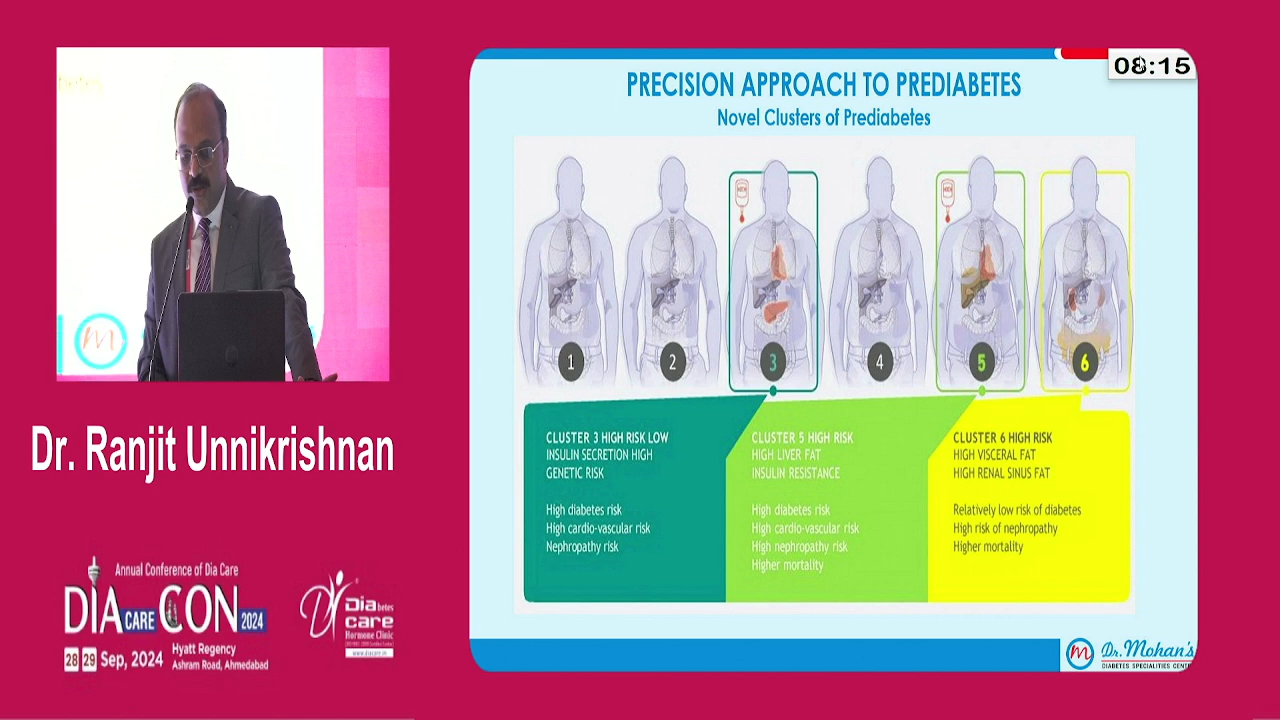 PRECISION APPROACH TO PREDIABETES
Novel Clusters of Prediabetes
08:15
1
2
3
4
5
6
CLUSTER 3 HIGH RISK LOW
INSULIN SECRETION HIGH
GENETIC RISK
High diabetes risk
High cardio-vascular risk
Nephropathy risk
CLUSTER 5 HIGH RISK
HIGH LIVER FAT
INSULIN RESISTANCE
High diabetes risk
High cardio-vascular risk
High nephropathy risk
Higher mortality
CLUSTER 6 HIGH RISK
HIGH VISCERAL FAT
HIGH RENAL SINUS FAT
Relatively low risk of diabetes
High risk of nephropathy
Higher mortality
m Dr.Mohan's
DIABETES SPECIALITIES CENT
m
Dr. Ranjit Unnikrishnan
Annual Conference of Dia Care
DIA CARE CON 2024
28 29 Sep, 2024
Hyatt Regency
Ashram Road, Ahmedabad
Diabetes
care
Hormone Clinic
www.diacare.in